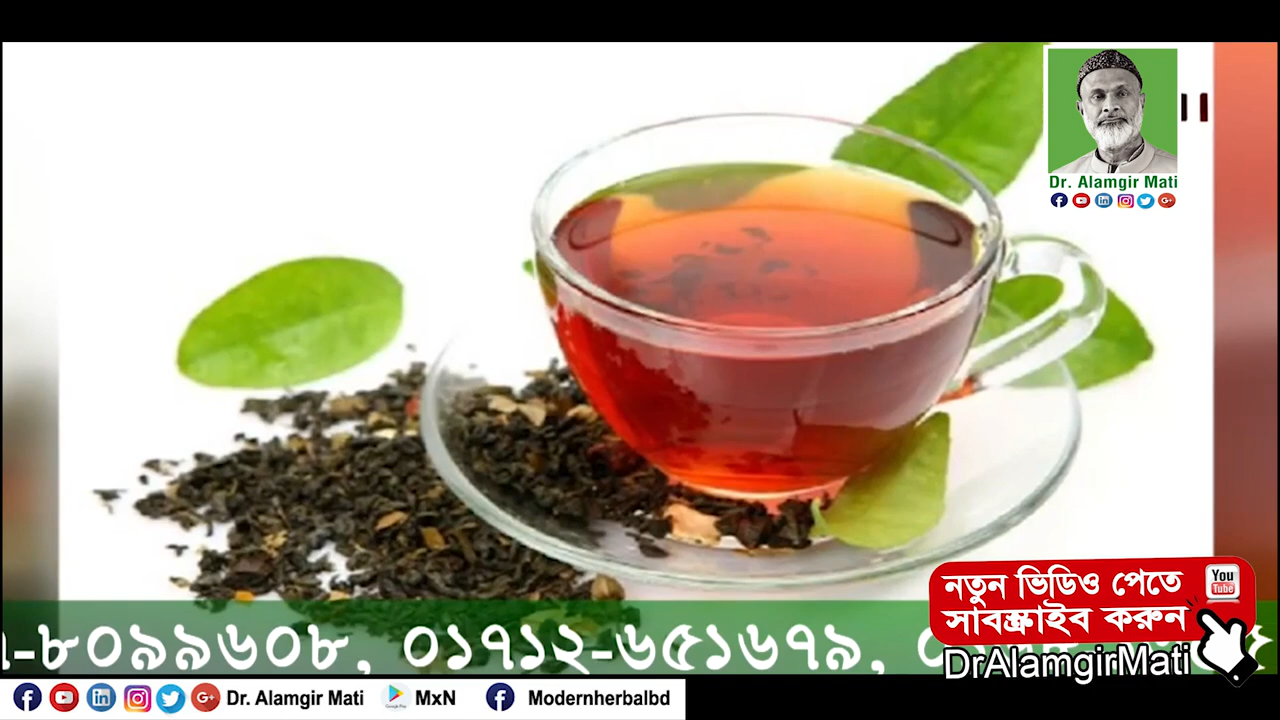 Dr. Alamgir Mati
নতুন ভিডিও পেতে
You
Tube
সাবস্ক্রাইব করুন
-৮০৯৯৬০৮, ০১৭১২-৬৫১৬৭৯,
DrAlamgirMati
Dr. Alamgir Mati MxN Modernherbalbd